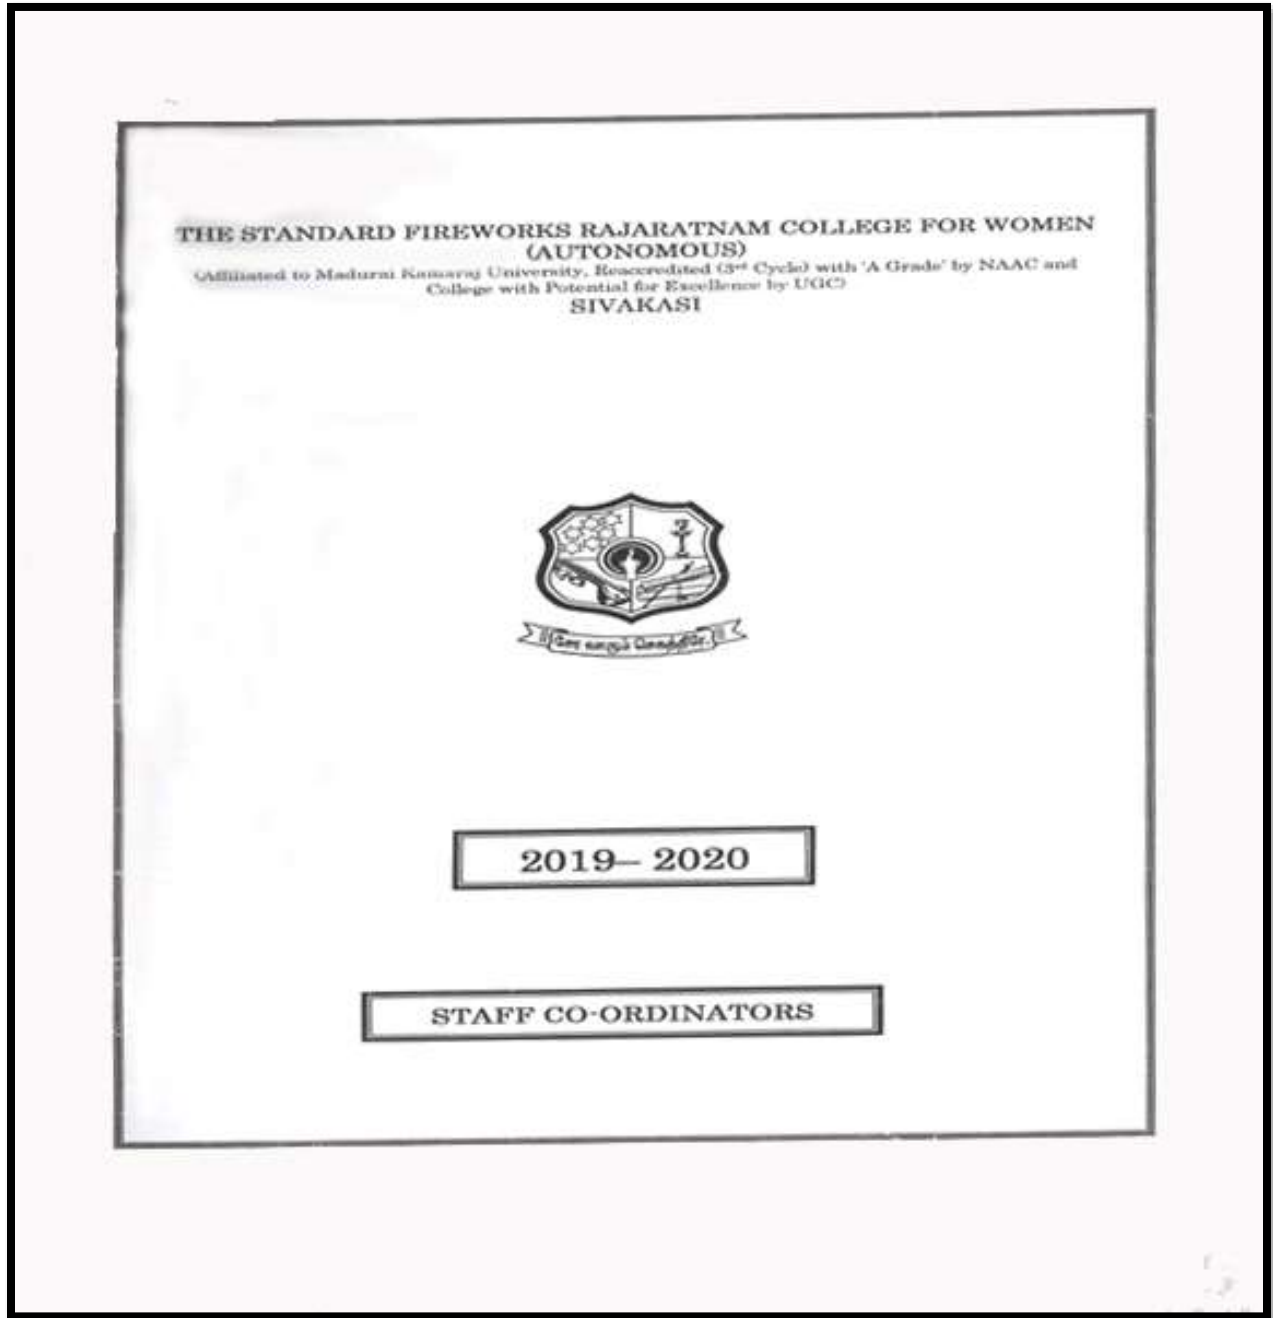 THE STANDARD FIREWORKS RAJARATNAM COLLEGE FOR WOMEN
(AUTONOMOUS)
(Affiliated to Madurai Kamaraj University, Reaccredited (3rd Cycle) with 'A Grade' by NAAC and
College with Potential for Excellence by UGC)
SIVAKASI
சேர வாரும் செகத்தீரே.
2019– 2020
STAFF CO-ORDINATORS